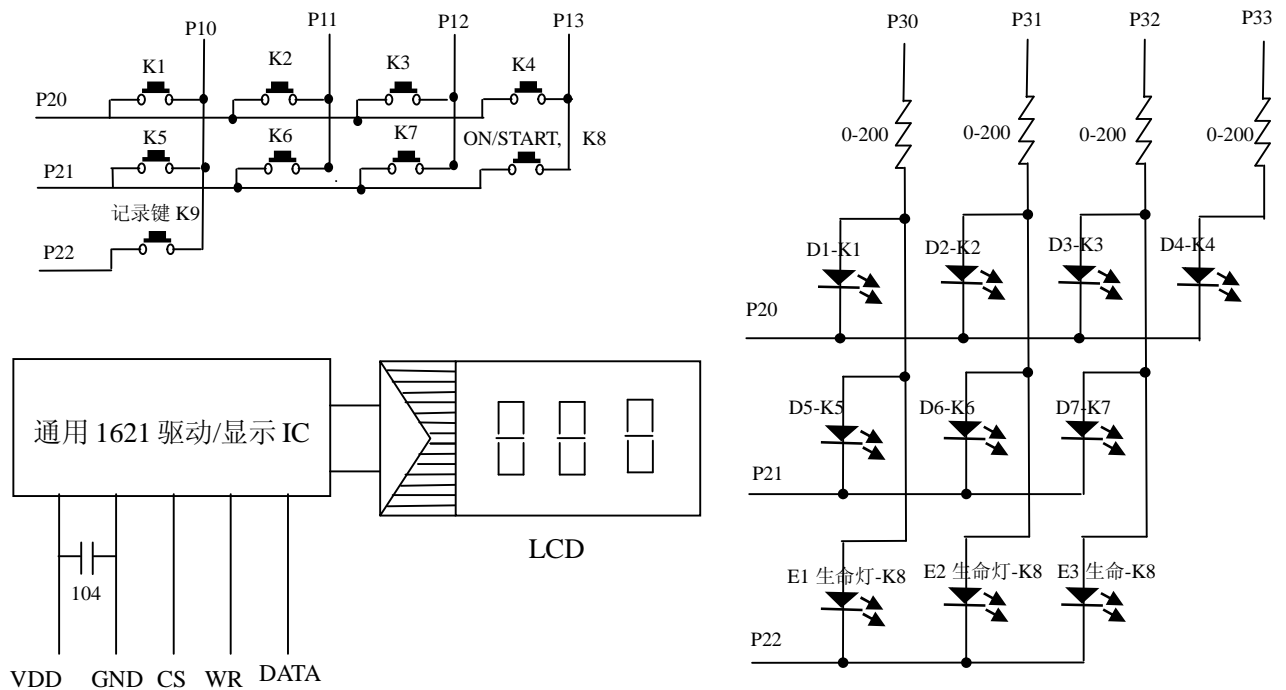 P10
P11
P12
P13
K1
K2
K3
K4
P20
K5
K6
K7
ON/START, K8
P21
记录键 K9
P22
通用 1621 驱动/显示 IC
LCD
104
VDD
GND
CS
WR
DATA
P30
P31
P32
P33
0-200
0-200
0-200
0-200
D1-K1
D2-K2
D3-K3
D4-K4
P20
D5-K5
D6-K6
D7-K7
P21
E1 生命灯-K8
E2 生命灯-K8
E3 生命-K8
P22